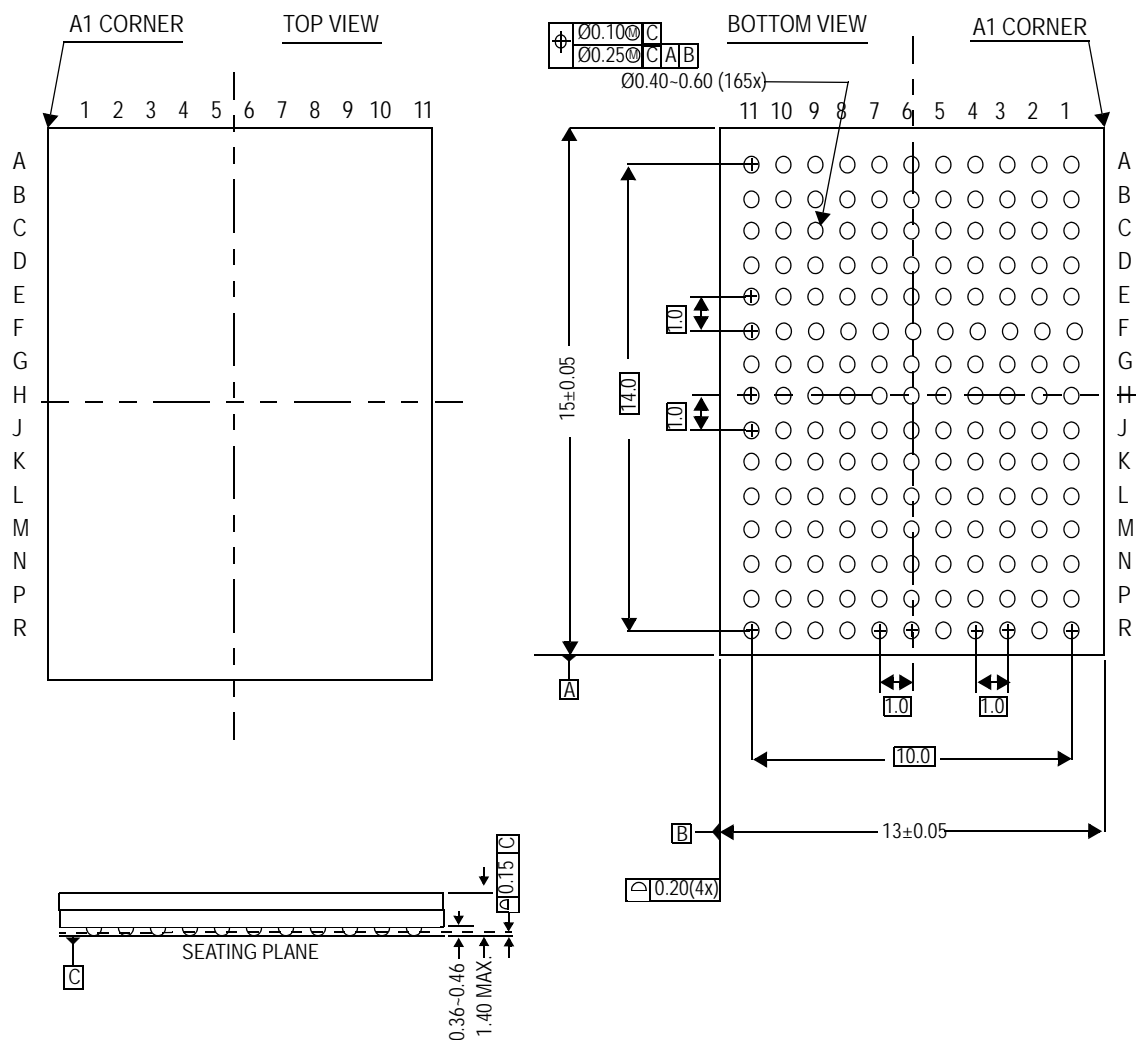 A1 CORNER
TOP VIEW
1 2 3 4 5 6 7 8 9 10 11
A
B
C
D
E
F
G
H
J
K
L
M
N
P
R
Ø0.10Ⓜ C
Ø0.25Ⓜ C A B
Ø0.40~0.60 (165x)
BOTTOM VIEW
A1 CORNER
11 10 9 8 7 6 5 4 3 2 1
A
B
C
D
E
F
G
H
J
K
L
M
N
P
R
1.0
1.0
14.0
15±0.05
A
1.0
1.0
10.0
B
13±0.05
0.20(4x)
0.15 C
SEATING PLANE
C
0.36~0.46
1.40 MAX.